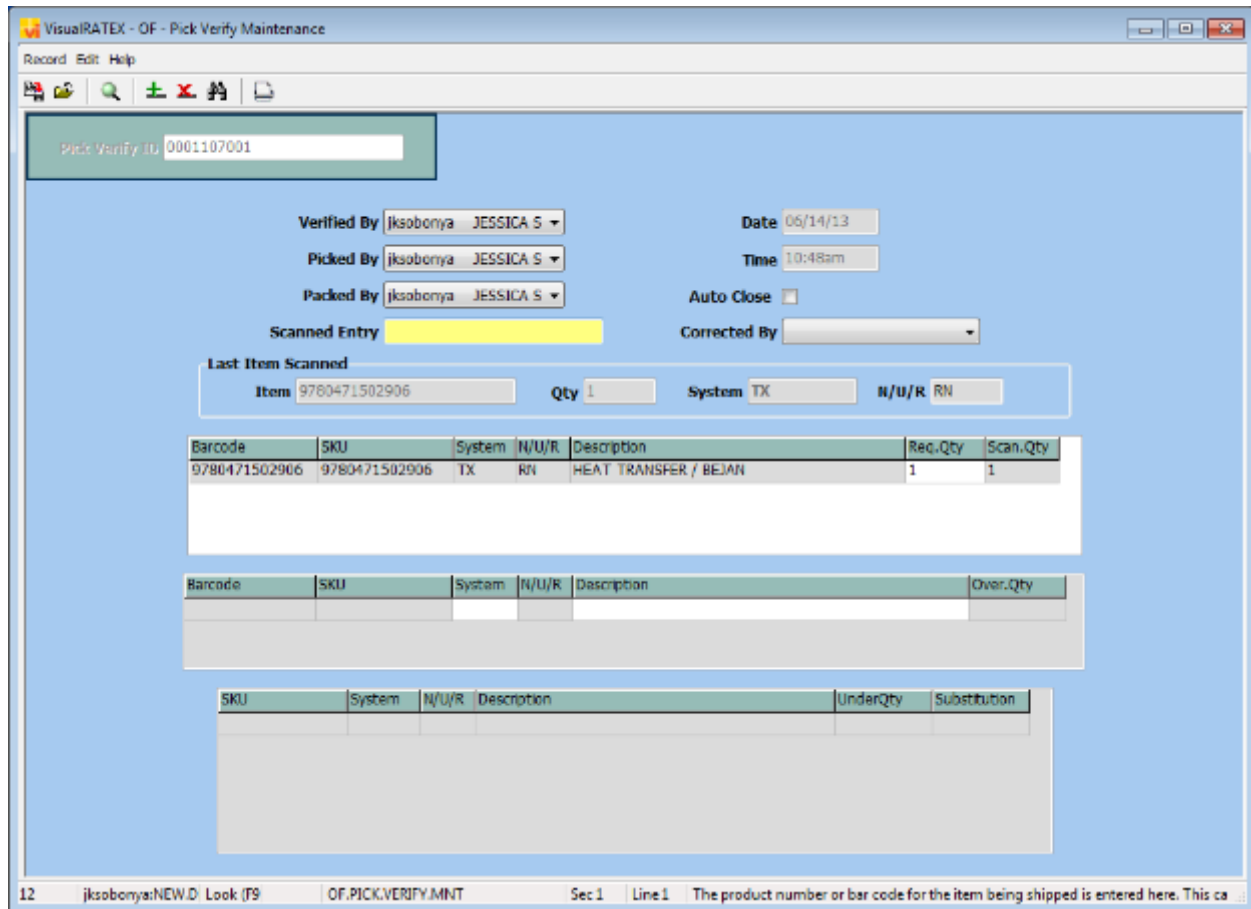 VisualRATEX - OF - Pick Verify Maintenance
Record Edit Help
Pick Verify ID 0001107001
Verified By jksobonya JESSICA S Date 06/14/13
Picked By jksobonya JESSICA S Time 10:48am
Packed By jksobonya JESSICA S Auto Close
Scanned Entry Corrected By
Last Item Scanned
Item 9780471502906 Qty 1 System TX N/U/R RN
Barcode SKU System N/U/R Description Req.Qty Scan.Qty
9780471502906 9780471502906 TX RN HEAT TRANSFER / BEJAN 1 1
Barcode SKU System N/U/R Description Over.Qty
SKU System N/U/R Description UnderQty Substitution
12 jksobonya:NEW.D Look (F9 OF.PICK.VERIFY.MNT Sec 1 Line 1 The product number or bar code for the item being shipped is entered here. This ca